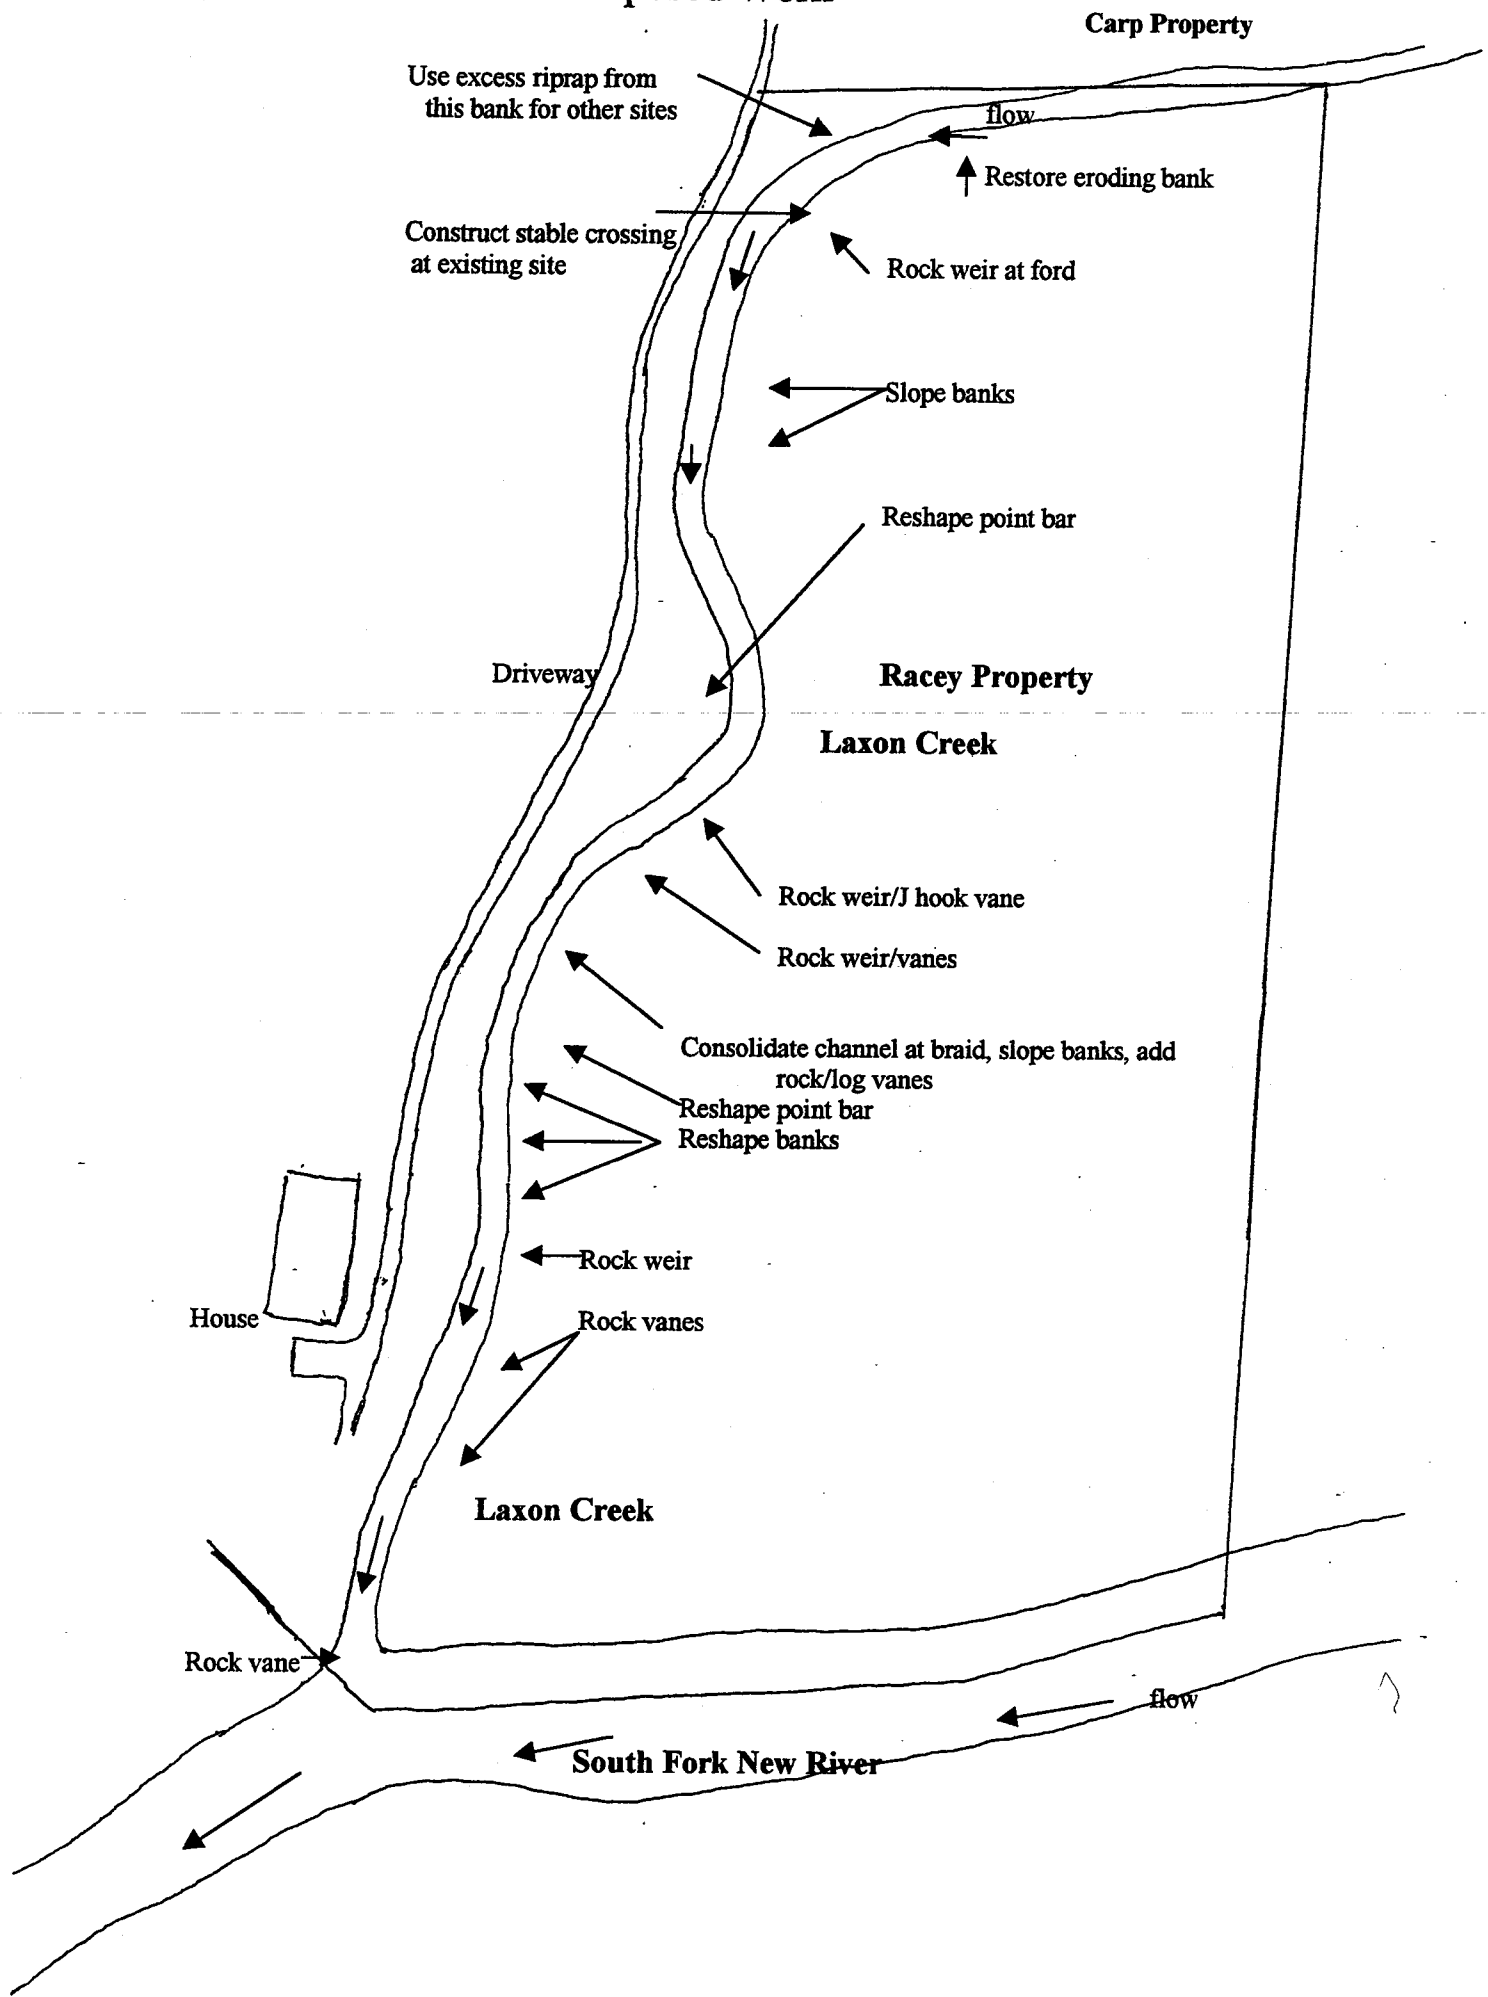 Carp Property
Use excess riprap from
this bank for other sites
flow
Restore eroding bank
Construct stable crossing
at existing site
Rock weir at ford
Slope banks
Reshape point bar
Driveway
Racey Property
Laxon Creek
Rock weir/J hook vane
Rock weir/vanes
Consolidate channel at braid, slope banks, add
rock/log vanes
Reshape point bar
Reshape banks
Rock weir
House
Rock vanes
Laxon Creek
Rock vane
flow
South Fork New River